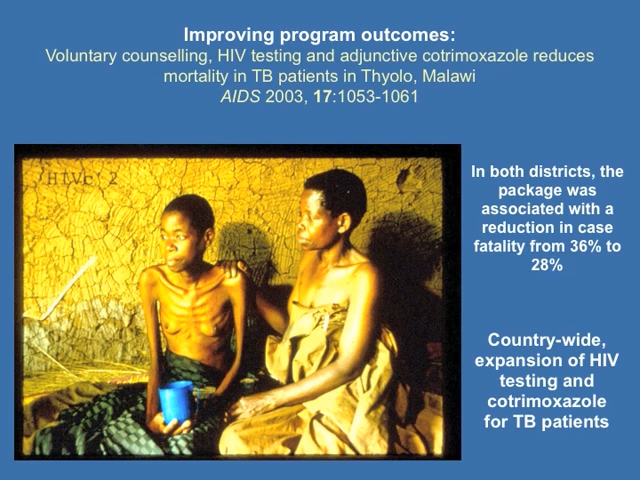 Improving program outcomes:
Voluntary counselling, HIV testing and adjunctive cotrimoxazole reduces
mortality in TB patients in Thyolo, Malawi
AIDS 2003, 17:1053-1061
In both districts, the
package was
associated with a
reduction in case
fatality from 36% to
28%
Country-wide,
expansion of HIV
testing and
cotrimoxazole
for TB patients